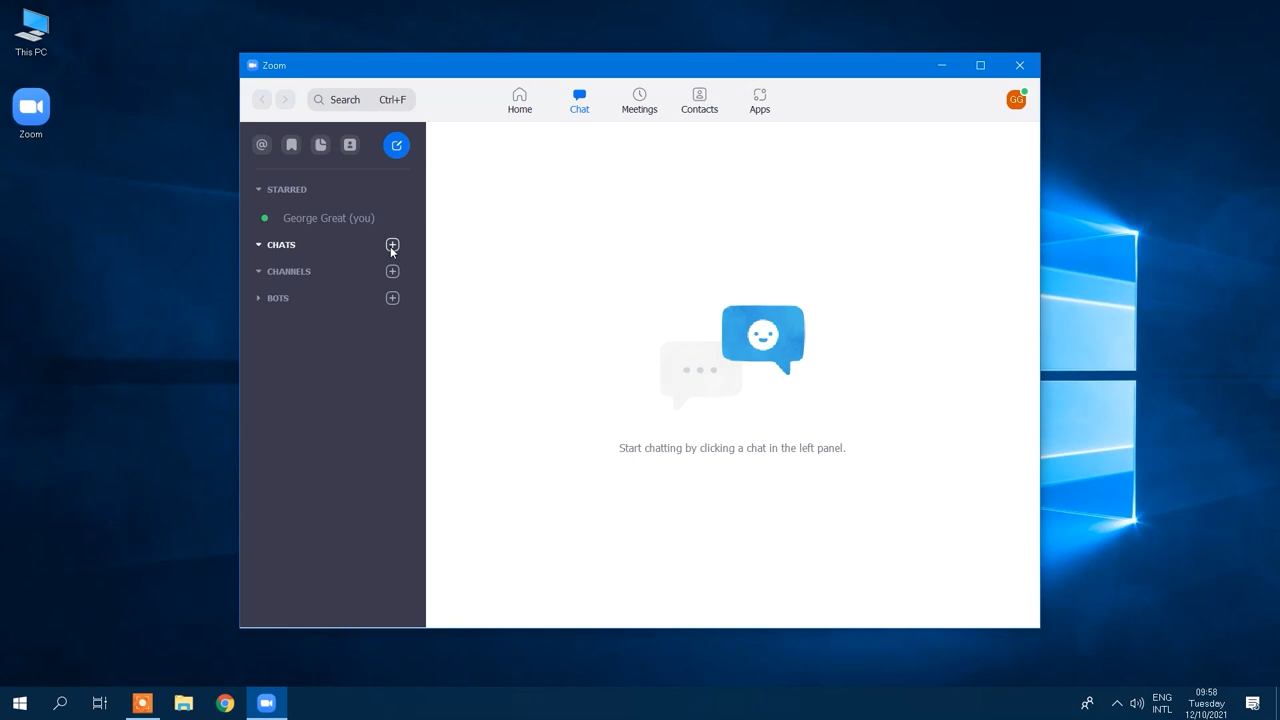 This PC
Zoom
Zoom
Search Ctrl+F
Home
Chat
Meetings
Contacts
Apps
GG
STARRED
George Great (you)
CHATS
CHANNELS
BOTS
Start chatting by clicking a chat in the left panel.
ENG
INTL
09:58
Tuesday
12/10/2021